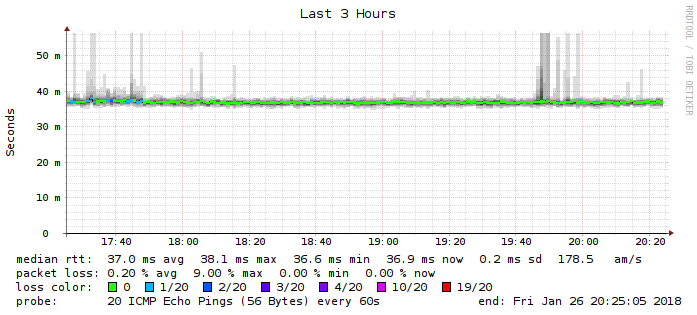 Last 3 Hours
RRDTOOL / TOBI OETIKER
Seconds
50 m
40 m
30 m
20 m
10 m
0
17:40 18:00 18:20 18:40 19:00 19:20 19:40 20:00 20:20
median rtt: 37.0 ms avg 38.1 ms max 36.6 ms min 36.9 ms now 0.2 ms sd 178.5 am/s
packet loss: 0.20 % avg 9.00 % max 0.00 % min 0.00 % now
loss color: 0 1/20 2/20 3/20 4/20 10/20 19/20
probe: 20 ICMP Echo Pings (56 Bytes) every 60s end: Fri Jan 26 20:25:05 2018